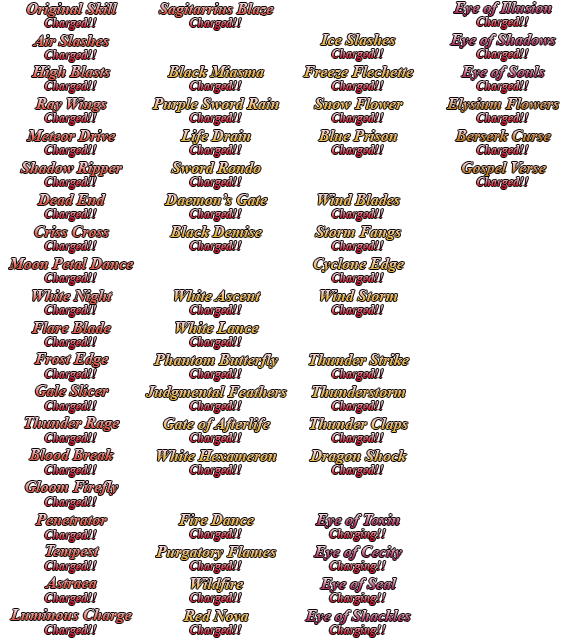 Original Skill
Charged!!
Air Slashes
Charged!!
High Blasts
Charged!!
Ray Wings
Charged!!
Meteor Drive
Charged!!
Shadow Ripper
Charged!!
Dead End
Charged!!
Criss Cross
Charged!!
Moon Petal Dance
Charged!!
White Night
Charged!!
Flare Blade
Charged!!
Frost Edge
Charged!!
Gale Slicer
Charged!!
Thunder Rage
Charged!!
Blood Break
Charged!!
Gloom Firefly
Charged!!
Penetrator
Charged!!
Tempest
Charged!!
Astraea
Charged!!
Luminous Charge
Charged!!
Sagitarrius Blaze
Charged!!
Black Miasma
Charged!!
Purple Sword Rain
Charged!!
Life Drain
Charged!!
Sword Rondo
Charged!!
Daemon's Gate
Charged!!
Black Demise
Charged!!
White Ascent
Charged!!
White Lance
Charged!!
Phantom Butterfly
Charged!!
Judgmental Feathers
Charged!!
Gate of Afterlife
Charged!!
White Hexameron
Charged!!
Fire Dance
Charged!!
Purgatory Flames
Charged!!
Wildfire
Charged!!
Red Nova
Charged!!
Ice Slashes
Charged!!
Freeze Flechette
Charged!!
Snow Flower
Charged!!
Blue Prison
Charged!!
Wind Blades
Charged!!
Storm Fangs
Charged!!
Cyclone Edge
Charged!!
Wind Storm
Charged!!
Thunder Strike
Charged!!
Thunderstorm
Charged!!
Thunder Claps
Charged!!
Dragon Shock
Charged!!
Eye of Toxin
Charging!!
Eye of Cecity
Charging!!
Eye of Seal
Charging!!
Eye of Shackles
Charging!!
Eye of Illusion
Charged!!
Eye of Shadows
Charged!!
Eye of Souls
Charged!!
Elysium Flowers
Charged!!
Berserk Curse
Charged!!
Gospel Verse
Charged!!